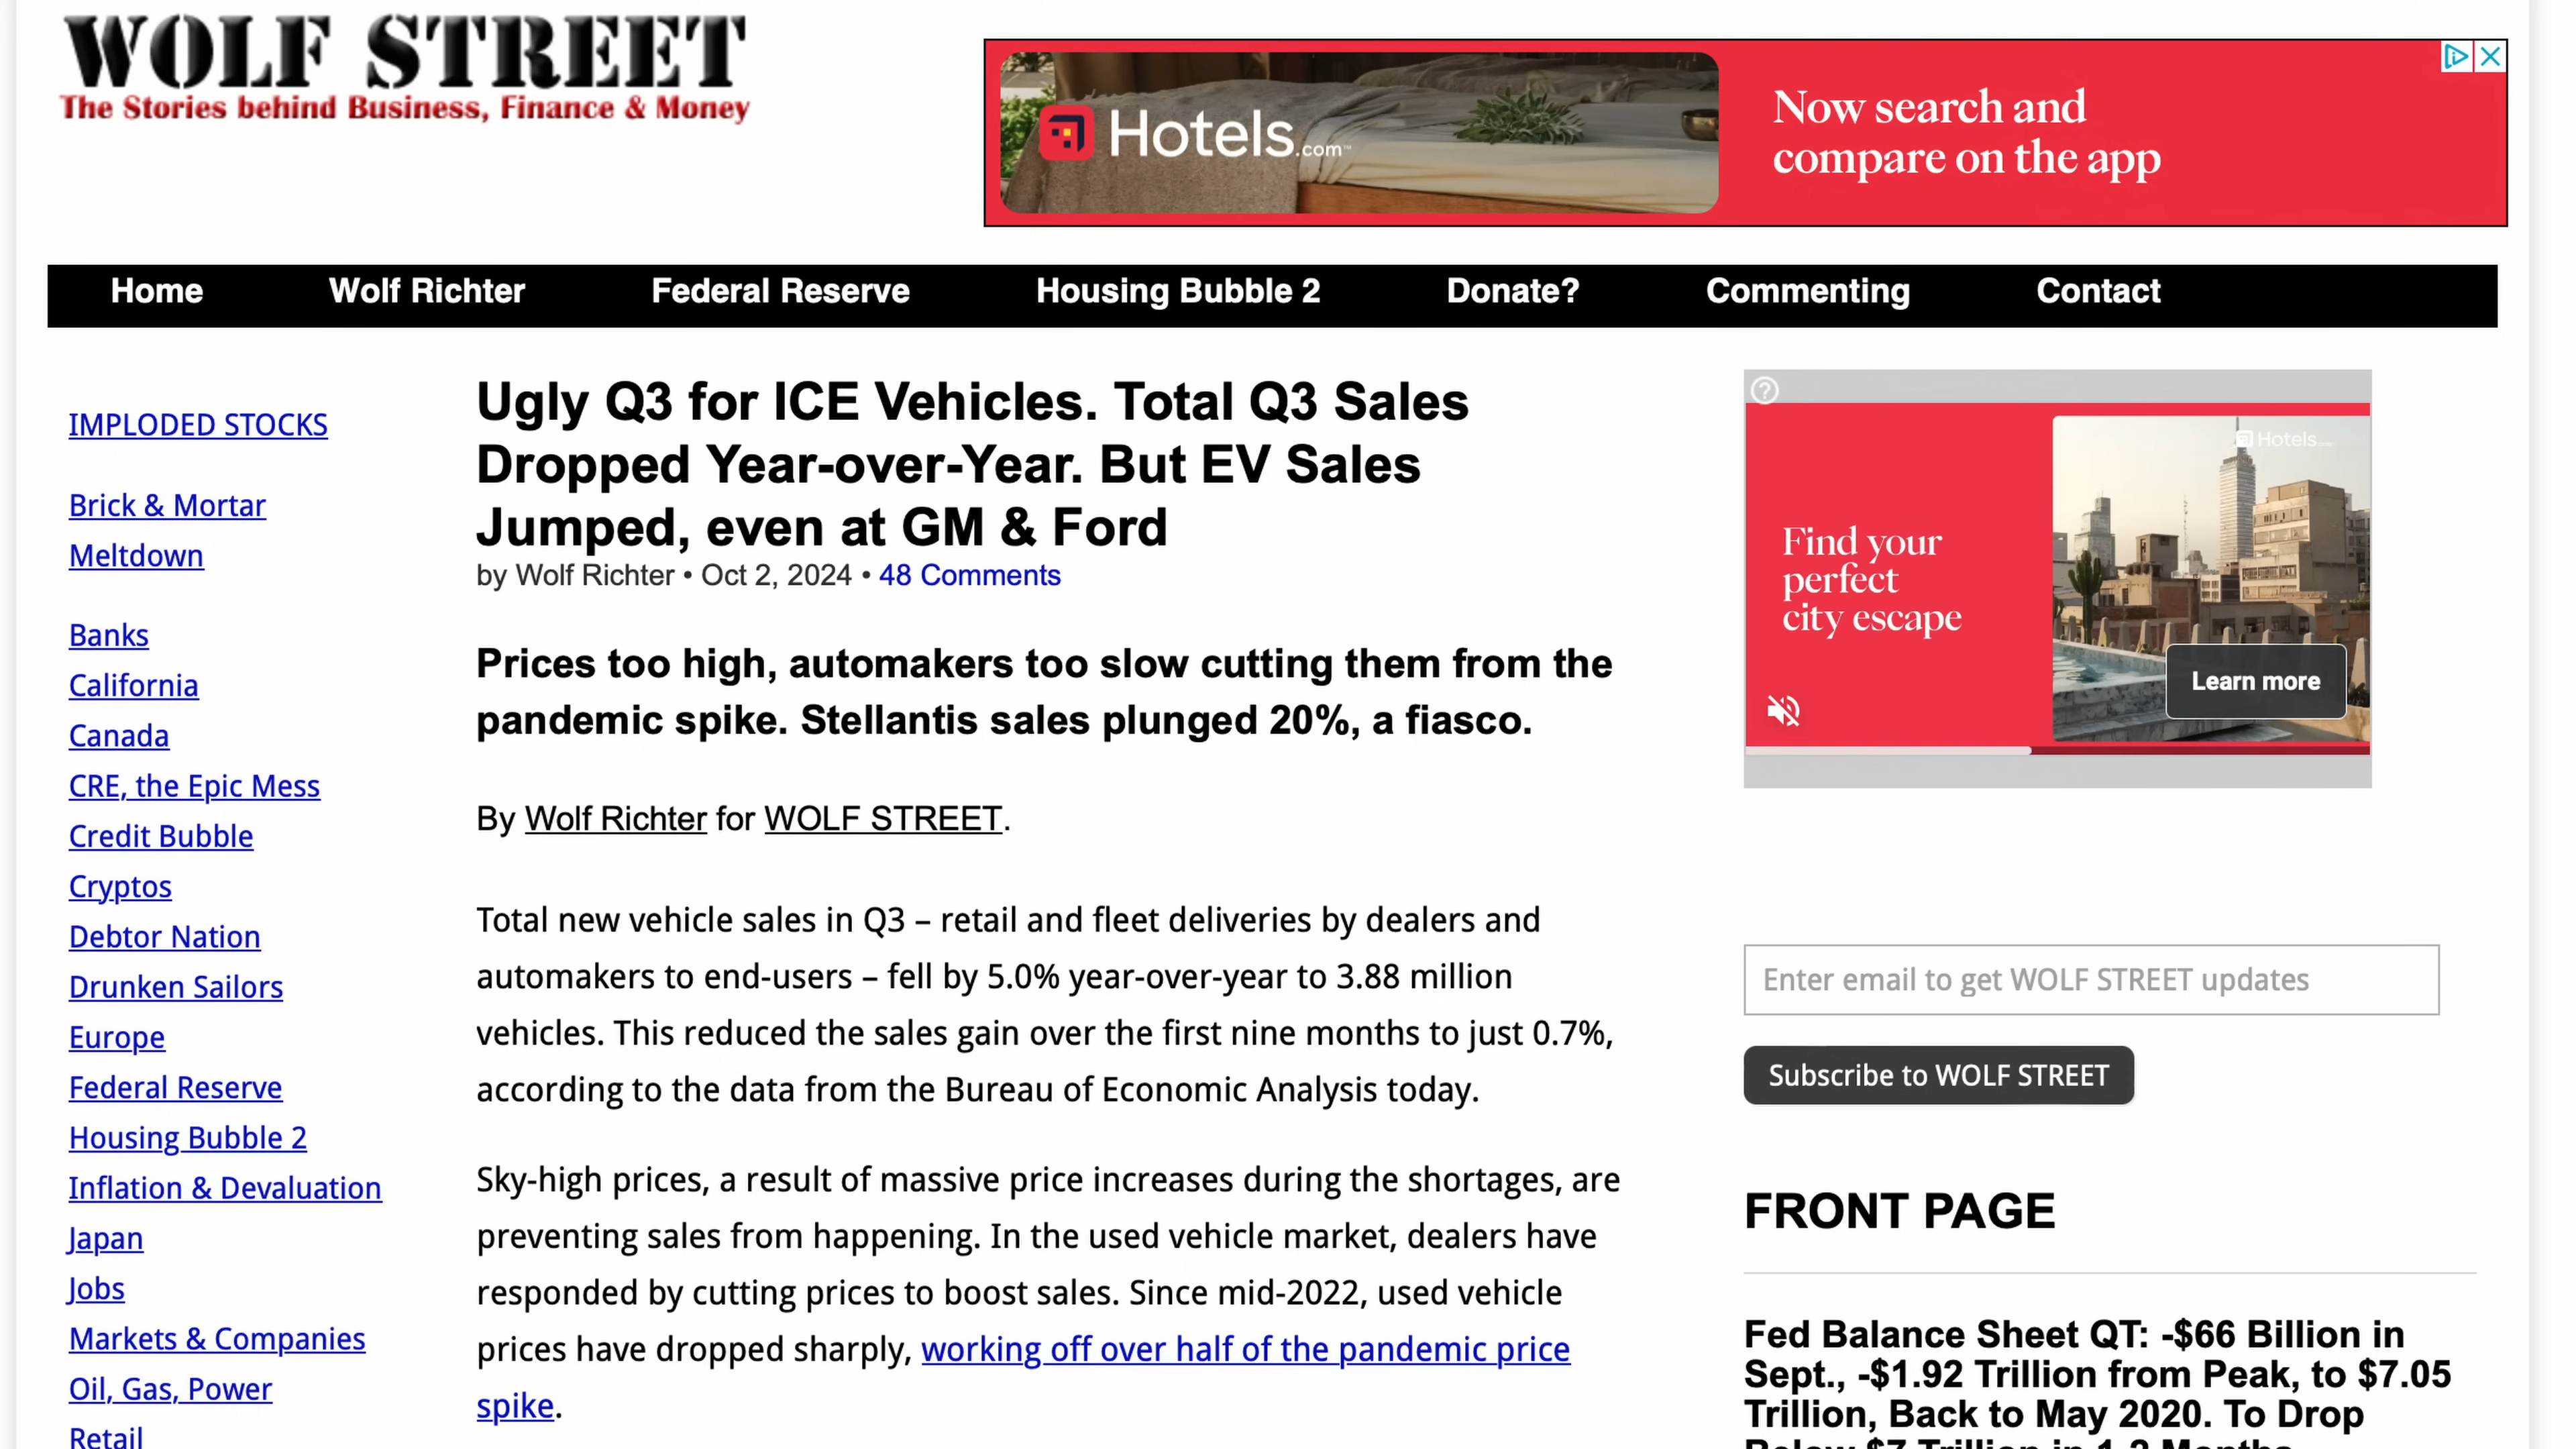 WOLF STREET
The Stories behind Business, Finance & Money
Hotels.com™
Now search and
compare on the app
Home Wolf Richter Federal Reserve Housing Bubble 2 Donate? Commenting Contact
IMPLODED STOCKS
Brick & Mortar
Meltdown
Banks
California
Canada
CRE, the Epic Mess
Credit Bubble
Cryptos
Debtor Nation
Drunken Sailors
Europe
Federal Reserve
Housing Bubble 2
Inflation & Devaluation
Japan
Jobs
Markets & Companies
Oil, Gas, Power
Retail
Ugly Q3 for ICE Vehicles. Total Q3 Sales
Dropped Year-over-Year. But EV Sales
Jumped, even at GM & Ford
by Wolf Richter • Oct 2, 2024 • 48 Comments
Prices too high, automakers too slow cutting them from the
pandemic spike. Stellantis sales plunged 20%, a fiasco.
By Wolf Richter for WOLF STREET.
Total new vehicle sales in Q3 – retail and fleet deliveries by dealers and
automakers to end-users – fell by 5.0% year-over-year to 3.88 million
vehicles. This reduced the sales gain over the first nine months to just 0.7%,
according to the data from the Bureau of Economic Analysis today.
Sky-high prices, a result of massive price increases during the shortages, are
preventing sales from happening. In the used vehicle market, dealers have
responded by cutting prices to boost sales. Since mid-2022, used vehicle
prices have dropped sharply, working off over half of the pandemic price
spike.
Hotels
Find your
perfect
city escape
Learn more
Enter email to get WOLF STREET updates
Subscribe to WOLF STREET
FRONT PAGE
Fed Balance Sheet QT: -$66 Billion in
Sept., -$1.92 Trillion from Peak, to $7.05
Trillion, Back to May 2020. To Drop
Below $7 Trillion in 1-2 Months